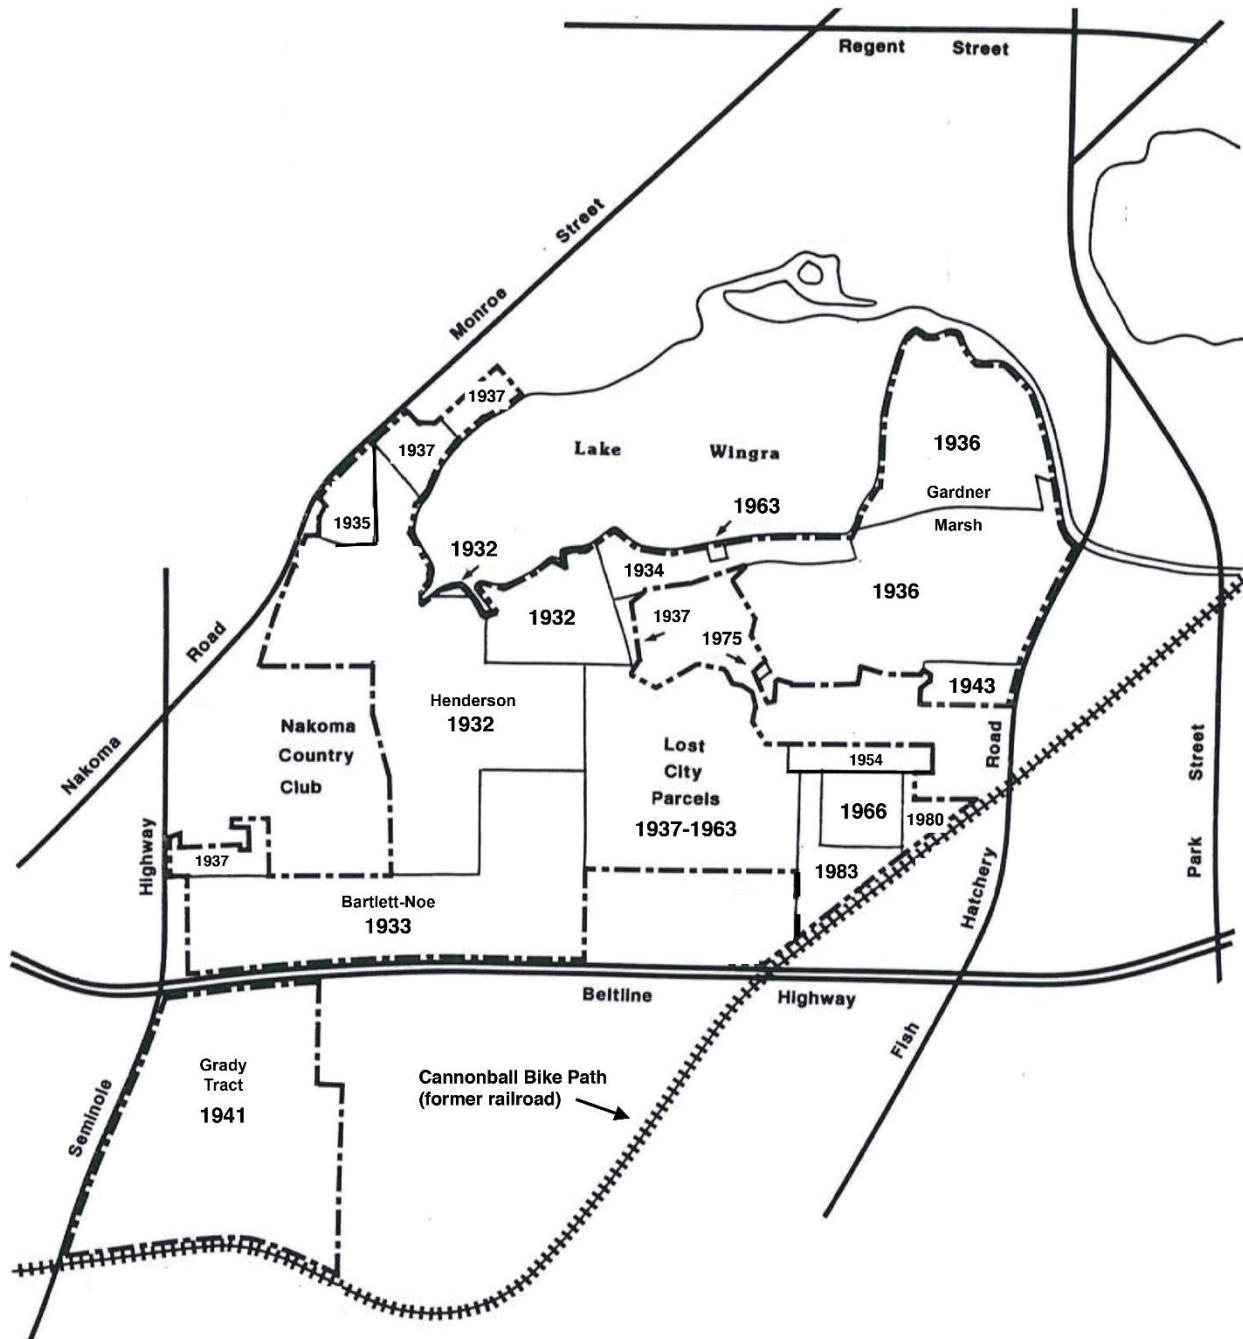 Regent Street
Monroe Street
1937
Lake Wingra
1936
1937
Gardner
Marsh
1963
1935
1932
1934
1936
1932
1937
1975
1943
Henderson
1932
Nakoma Road
Nakoma
Country
Club
Lost
City
Parcels
1937-1963
1954
1966
1980
1937
1983
Bartlett-Noe
1933
Seminole Highway
Fish Hatchery Road
Park Street
Beltline Highway
Grady
Tract
1941
Cannonball Bike Path
(former railroad)